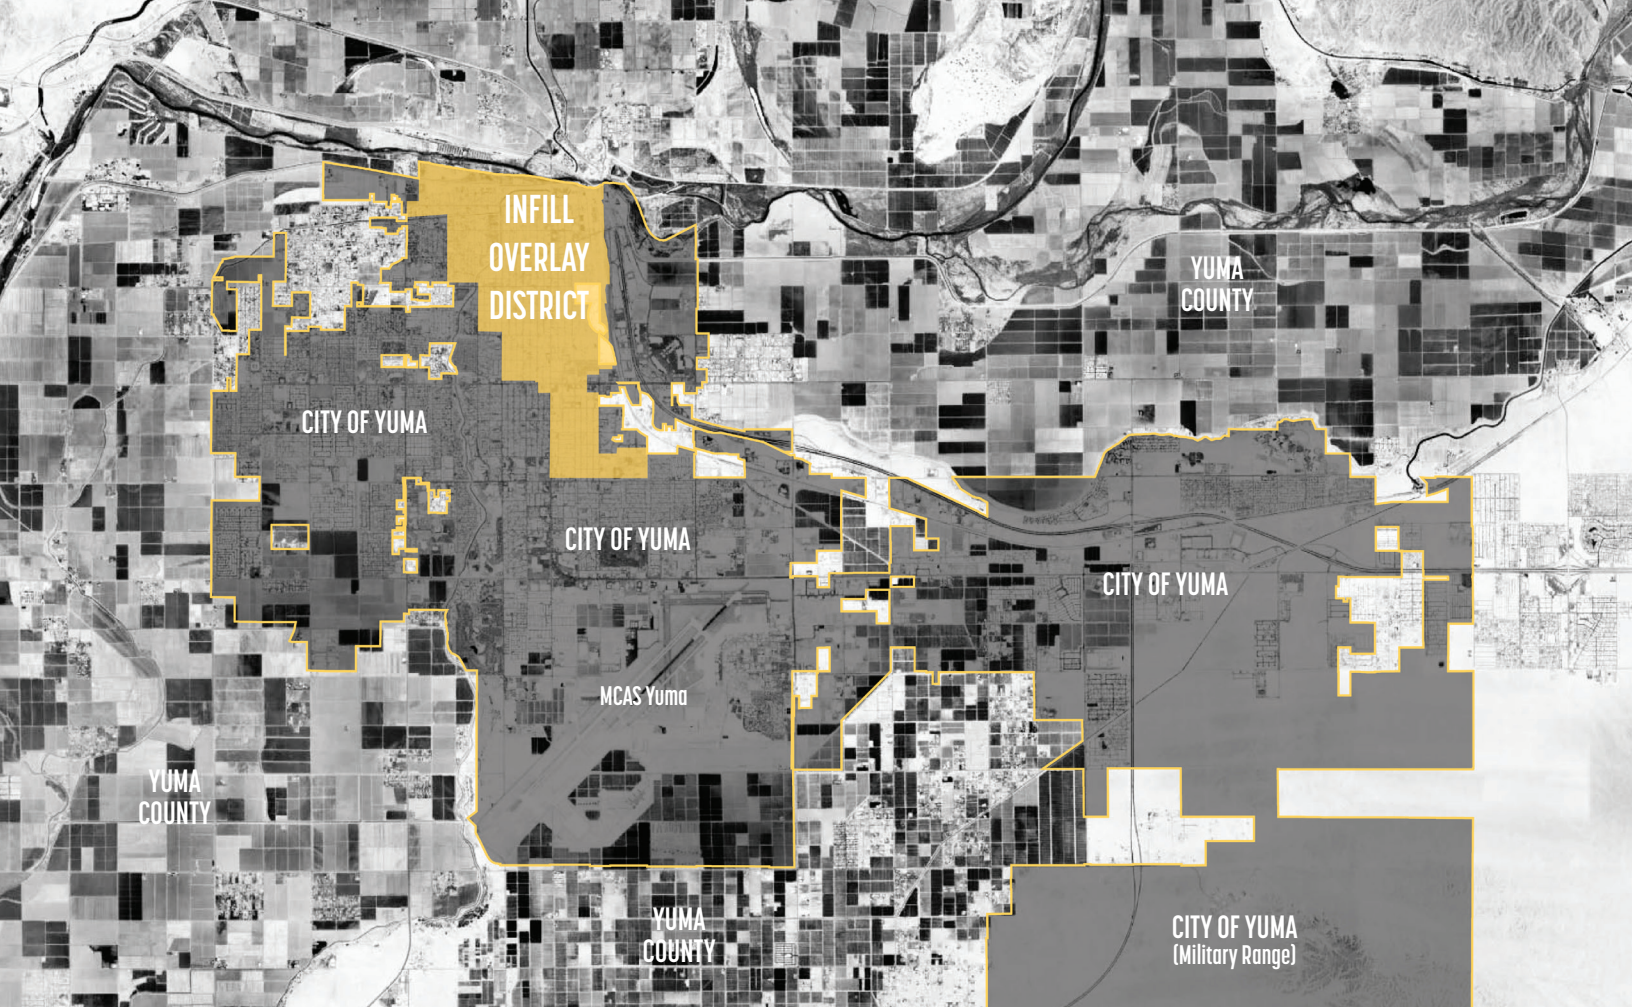 INFILL
OVERLAY
DISTRICT
YUMA
COUNTY
CITY OF YUMA
CITY OF YUMA
CITY OF YUMA
MCAS Yuma
YUMA
COUNTY
YUMA
COUNTY
CITY OF YUMA
(Military Range)